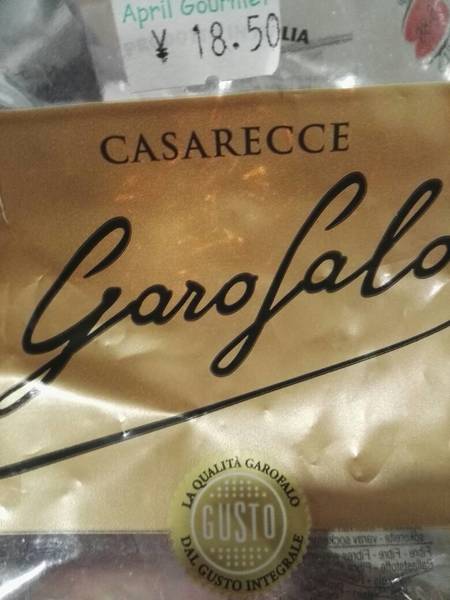 April Gourmet
¥ 18.50
LIA
CASARECCE
Garofalo
LA QUALITÀ GAROFALO
GUSTO
DAL GUSTO INTEGRALE